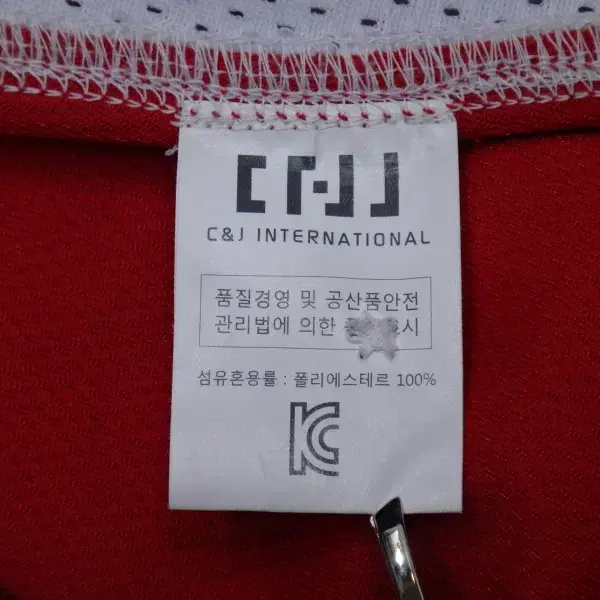 C&J INTERNATIONAL
품질경영 및 공산품안전
관리법에 의한
섬유혼용률 : 폴리에스테르 100%
KC